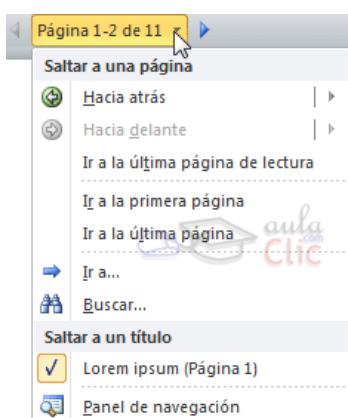 Página 1-2 de 11
Saltar a una página
Hacia atrás
Hacia delante
Ir a la última página de lectura
Ir a la primera página
Ir a la última página
aula
Clic
.com
Ir a...
Buscar...
Saltar a un título
Lorem ipsum (Página 1)
Panel de navegación